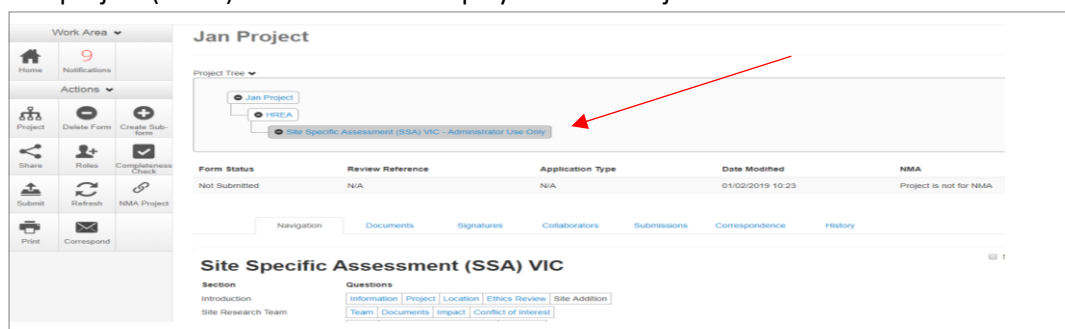 Work Area
Home
9
Notifications
Actions
Project
Delete Form
Create Sub-form
Share
Roles
Completeness Check
Submit
Refresh
NMA Project
Print
Correspond
Jan Project
Project Tree
Jan Project
HREA
Site Specific Assessment (SSA) VIC - Administrator Use Only
Form Status Review Reference Application Type Date Modified NMA
Not Submitted N/A N/A 01/02/2019 10:23 Project is not for NMA
Navigation Documents Signatures Collaborators Submissions Correspondence History
Site Specific Assessment (SSA) VIC
Section Questions
Introduction Information Project Location Ethics Review Site Addition
Site Research Team Team Documents Impact Conflict of Interest